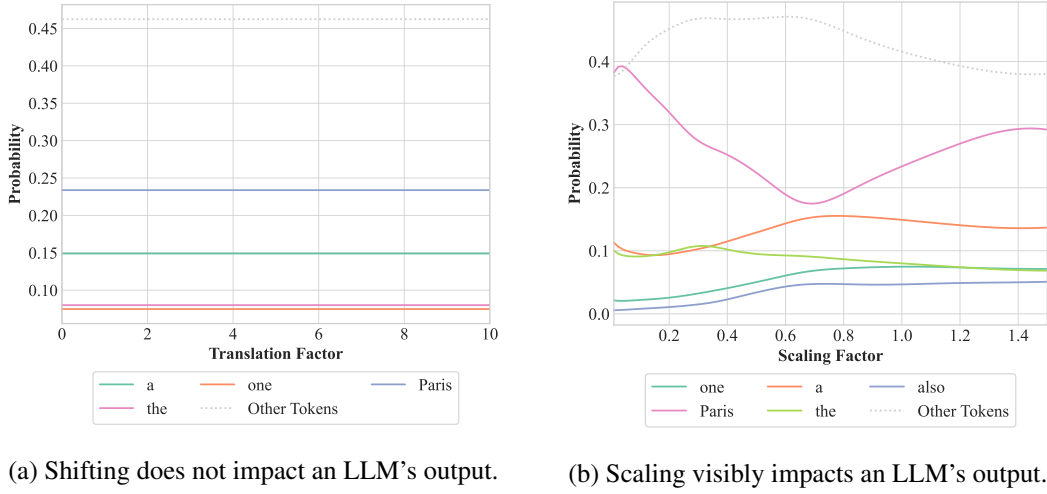 0.45
0.40
0.35
0.30
0.25
0.20
0.15
0.10
Probability
0 2 4 6 8 10
Translation Factor
a one Paris
the Other Tokens
(a) Shifting does not impact an LLM's output.
0.4
0.3
0.2
0.1
0.0
Probability
0.2 0.4 0.6 0.8 1.0 1.2 1.4
Scaling Factor
one a also
Paris the Other Tokens
(b) Scaling visibly impacts an LLM's output.